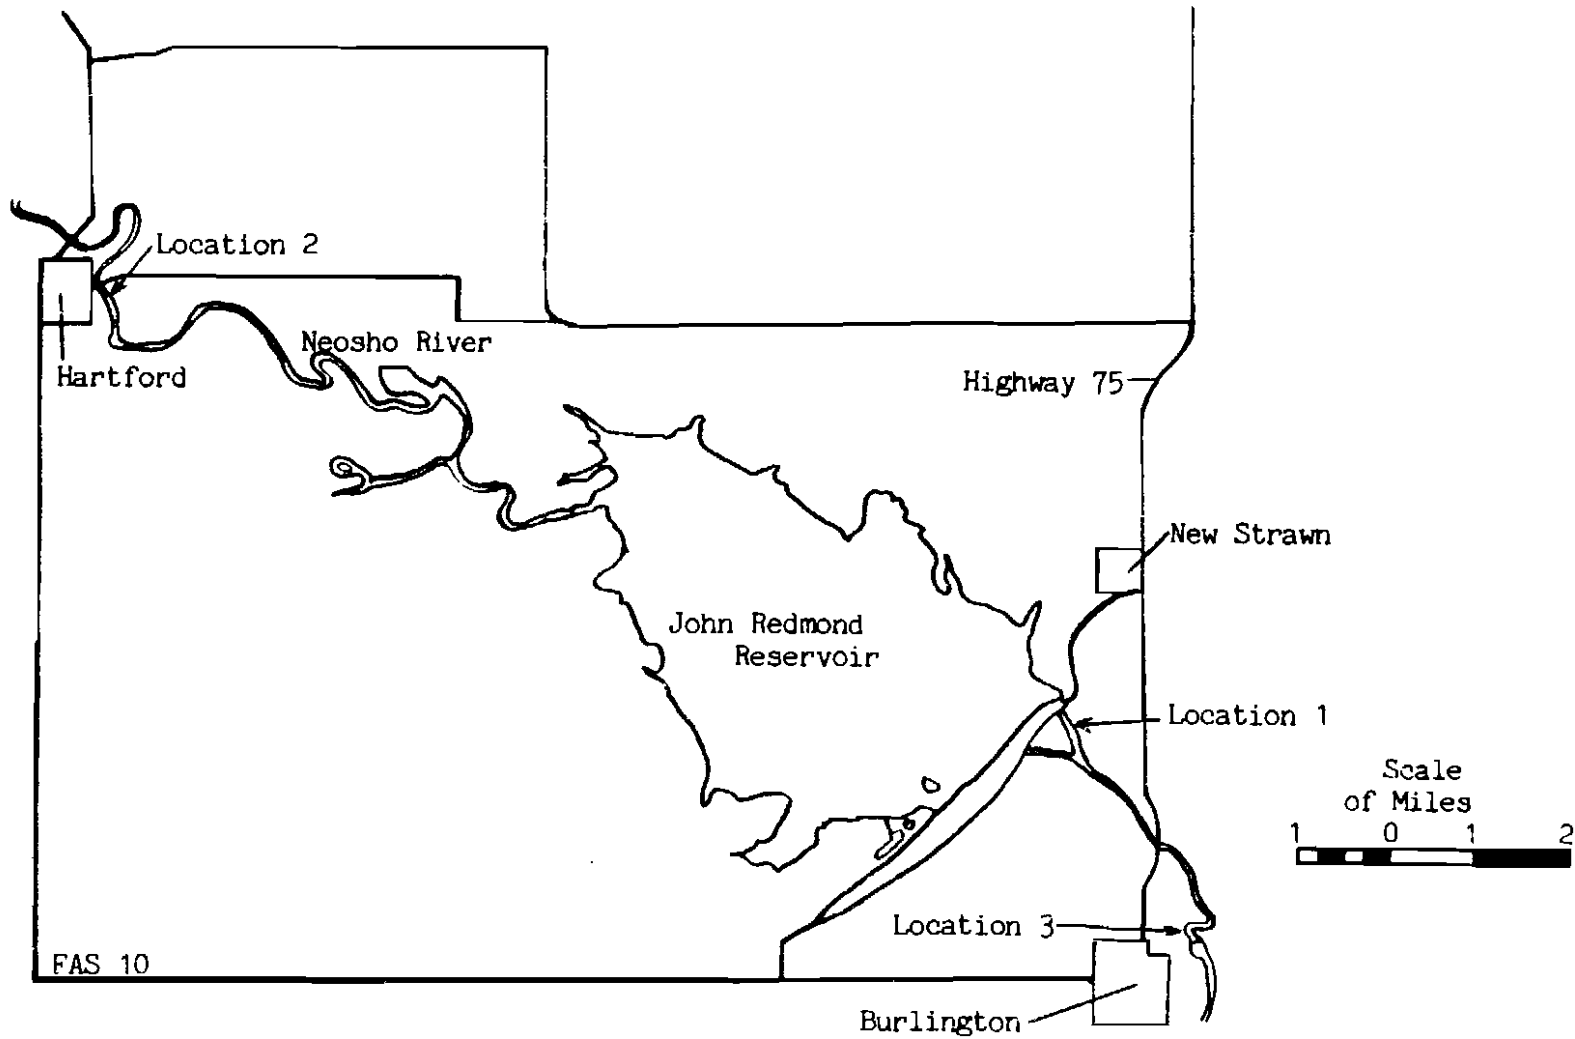 Location 2
Neosho River
Hartford
Highway 75
New Strawn
John Redmond
Reservoir
Location 1
Scale
of Miles
1 0 1 2
Location 3
FAS 10
Burlington